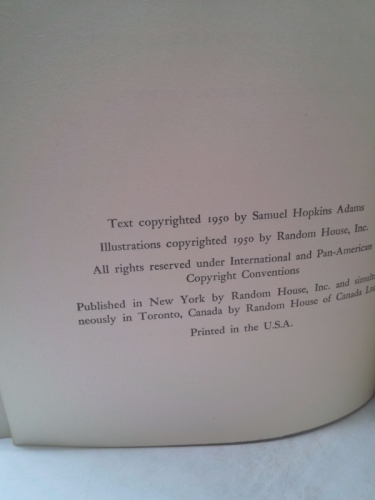 Text copyrighted 1950 by Samuel Hopkins Adams
Illustrations copyrighted 1950 by Random House, Inc.
All rights reserved under International and Pan-American
Copyright Conventions
Published in New York by Random House, Inc. and simulta
neously in Toronto, Canada by Random House of Canada
Printed in the U.S.A.